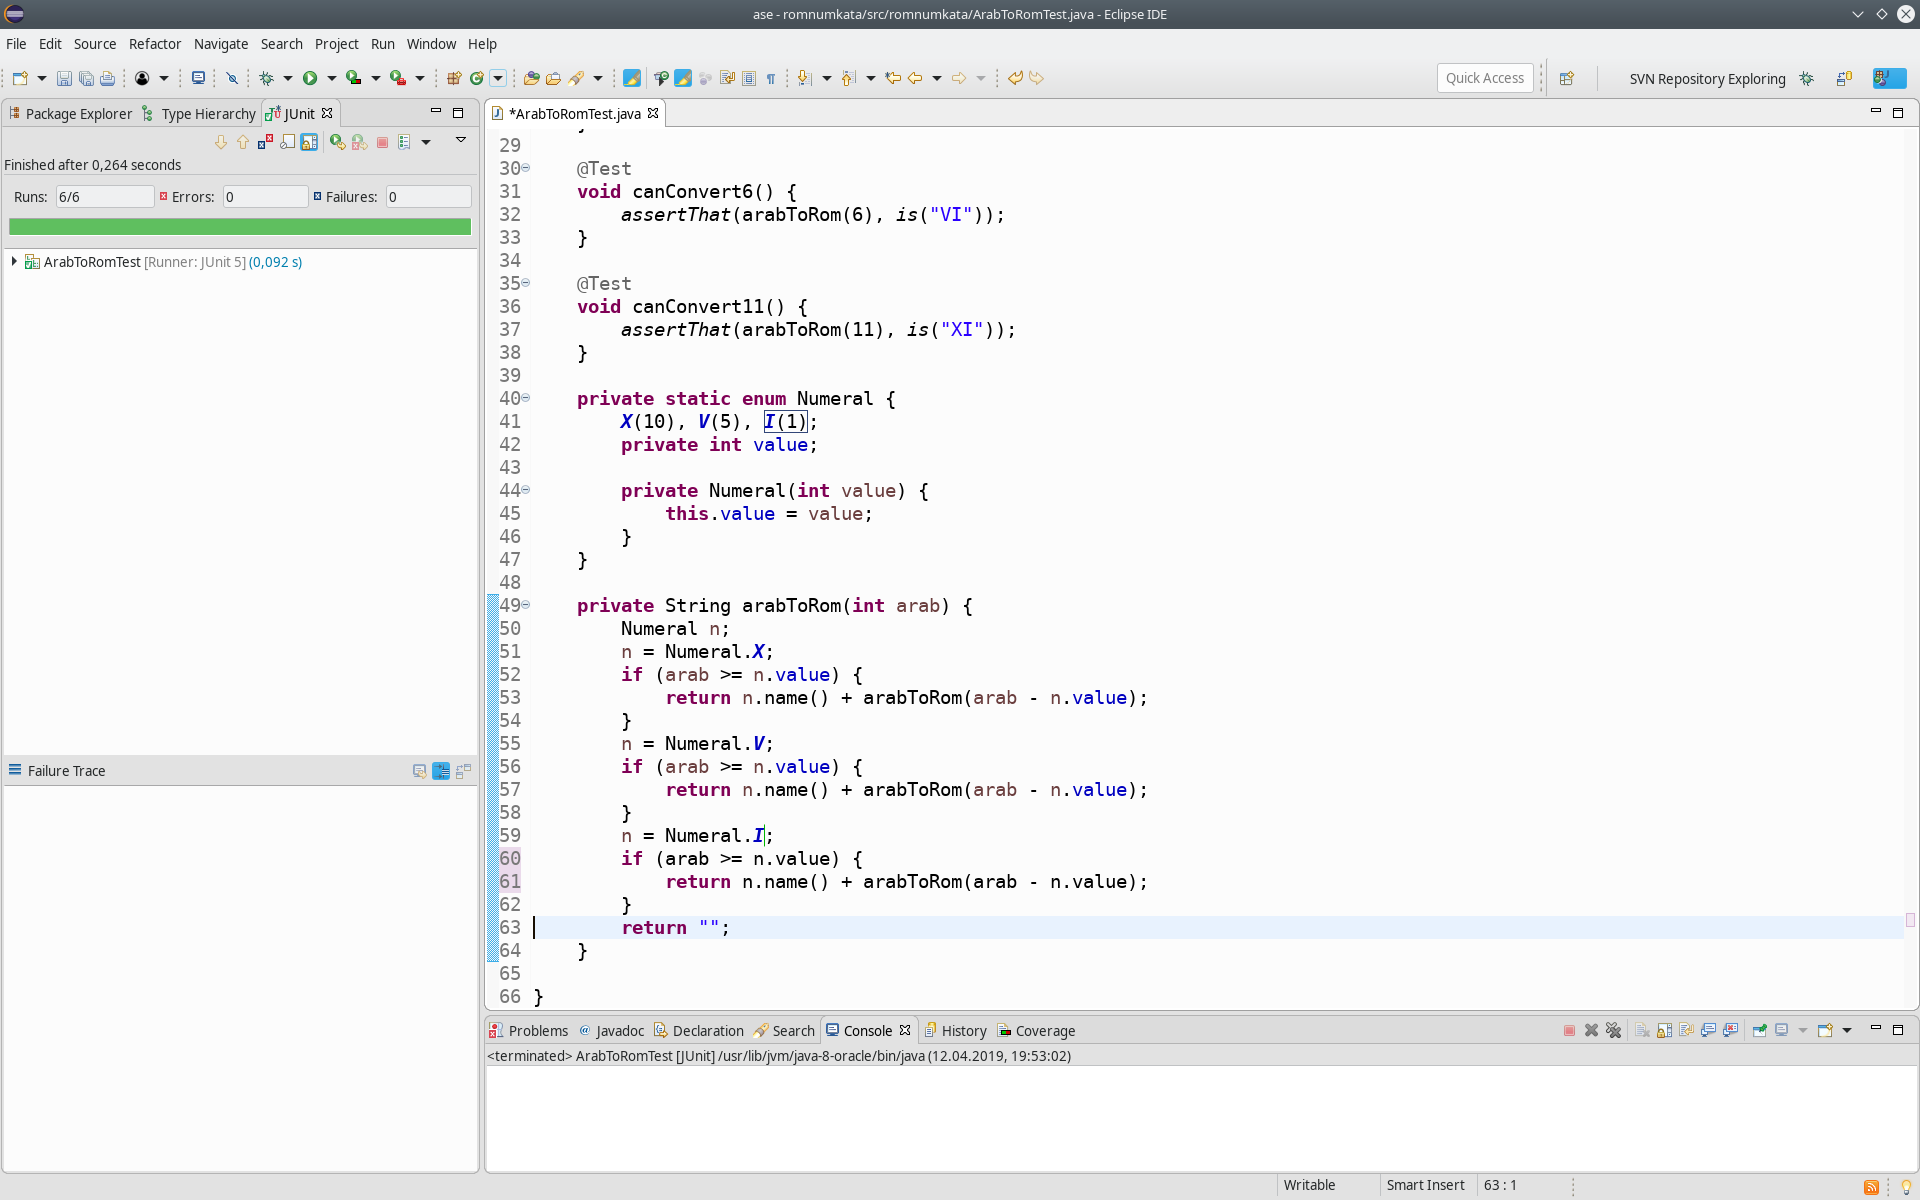 ase - romnumkata/src/romnumkata/ArabToRomTest.java - Eclipse IDE
File Edit Source Refactor Navigate Search Project Run Window Help
Quick Access
SVN Repository Exploring
Package Explorer Type Hierarchy JUnit
Finished after 0,264 seconds
Runs: 6/6 Errors: 0 Failures: 0
ArabToRomTest [Runner: JUnit 5] (0,092 s)
Failure Trace
*ArabToRomTest.java
29
30 @Test
31 void canConvert6() {
32 assertThat(arabToRom(6), is("VI"));
33 }
34
35 @Test
36 void canConvert11() {
37 assertThat(arabToRom(11), is("XI"));
38 }
39
40 private static enum Numeral {
41 X(10), V(5), I(1);
42 private int value;
43
44 private Numeral(int value) {
45 this.value = value;
46 }
47 }
48
49 private String arabToRom(int arab) {
50 Numeral n;
51 n = Numeral.X;
52 if (arab >= n.value) {
53 return n.name() + arabToRom(arab - n.value);
54 }
55 n = Numeral.V;
56 if (arab >= n.value) {
57 return n.name() + arabToRom(arab - n.value);
58 }
59 n = Numeral.I;
60 if (arab >= n.value) {
61 return n.name() + arabToRom(arab - n.value);
62 }
63 return "";
64 }
65
66 }
Problems Javadoc Declaration Search Console History Coverage
<terminated> ArabToRomTest [JUnit] /usr/lib/jvm/java-8-oracle/bin/java (12.04.2019, 19:53:02)
Writable Smart Insert 63 : 1